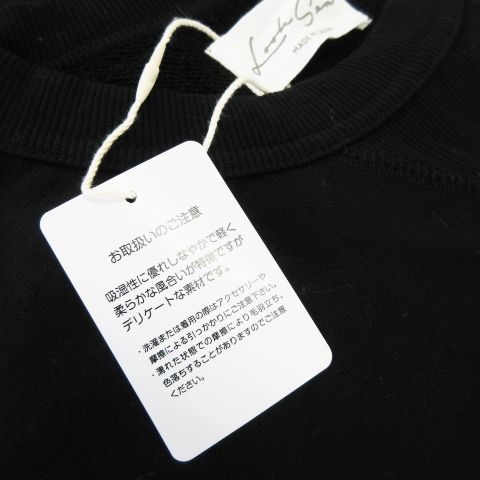 Look Sea
MADE IN
お取扱いのご注意
吸湿性に優れしなやかで軽く
柔らかな風合いが特徴ですが
デリケートな素材です。
・洗濯または着用の際はアクセサリーや
摩擦による引っかかりにご注意下さい。
・濡れた状態での摩擦により毛羽立ち、
色落ちすることがありますのでご注意
ください。